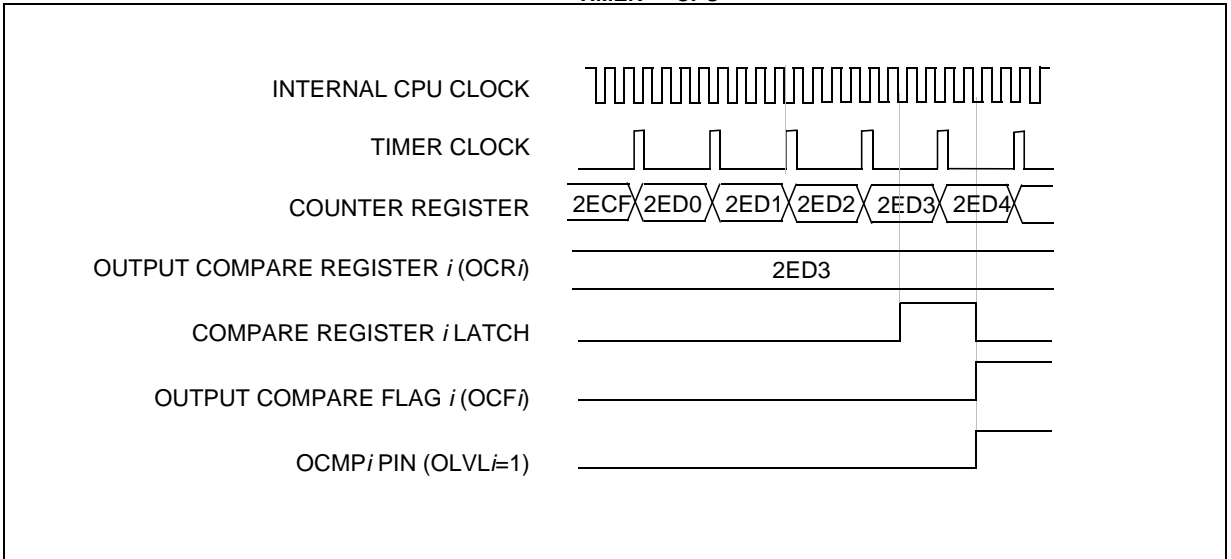 INTERNAL CPU CLOCK
TIMER CLOCK
COUNTER REGISTER 2ECF 2ED0 2ED1 2ED2 2ED3 2ED4
OUTPUT COMPARE REGISTER i (OCRi) 2ED3
COMPARE REGISTER i LATCH
OUTPUT COMPARE FLAG i (OCFi)
OCMPi PIN (OLVLi=1)